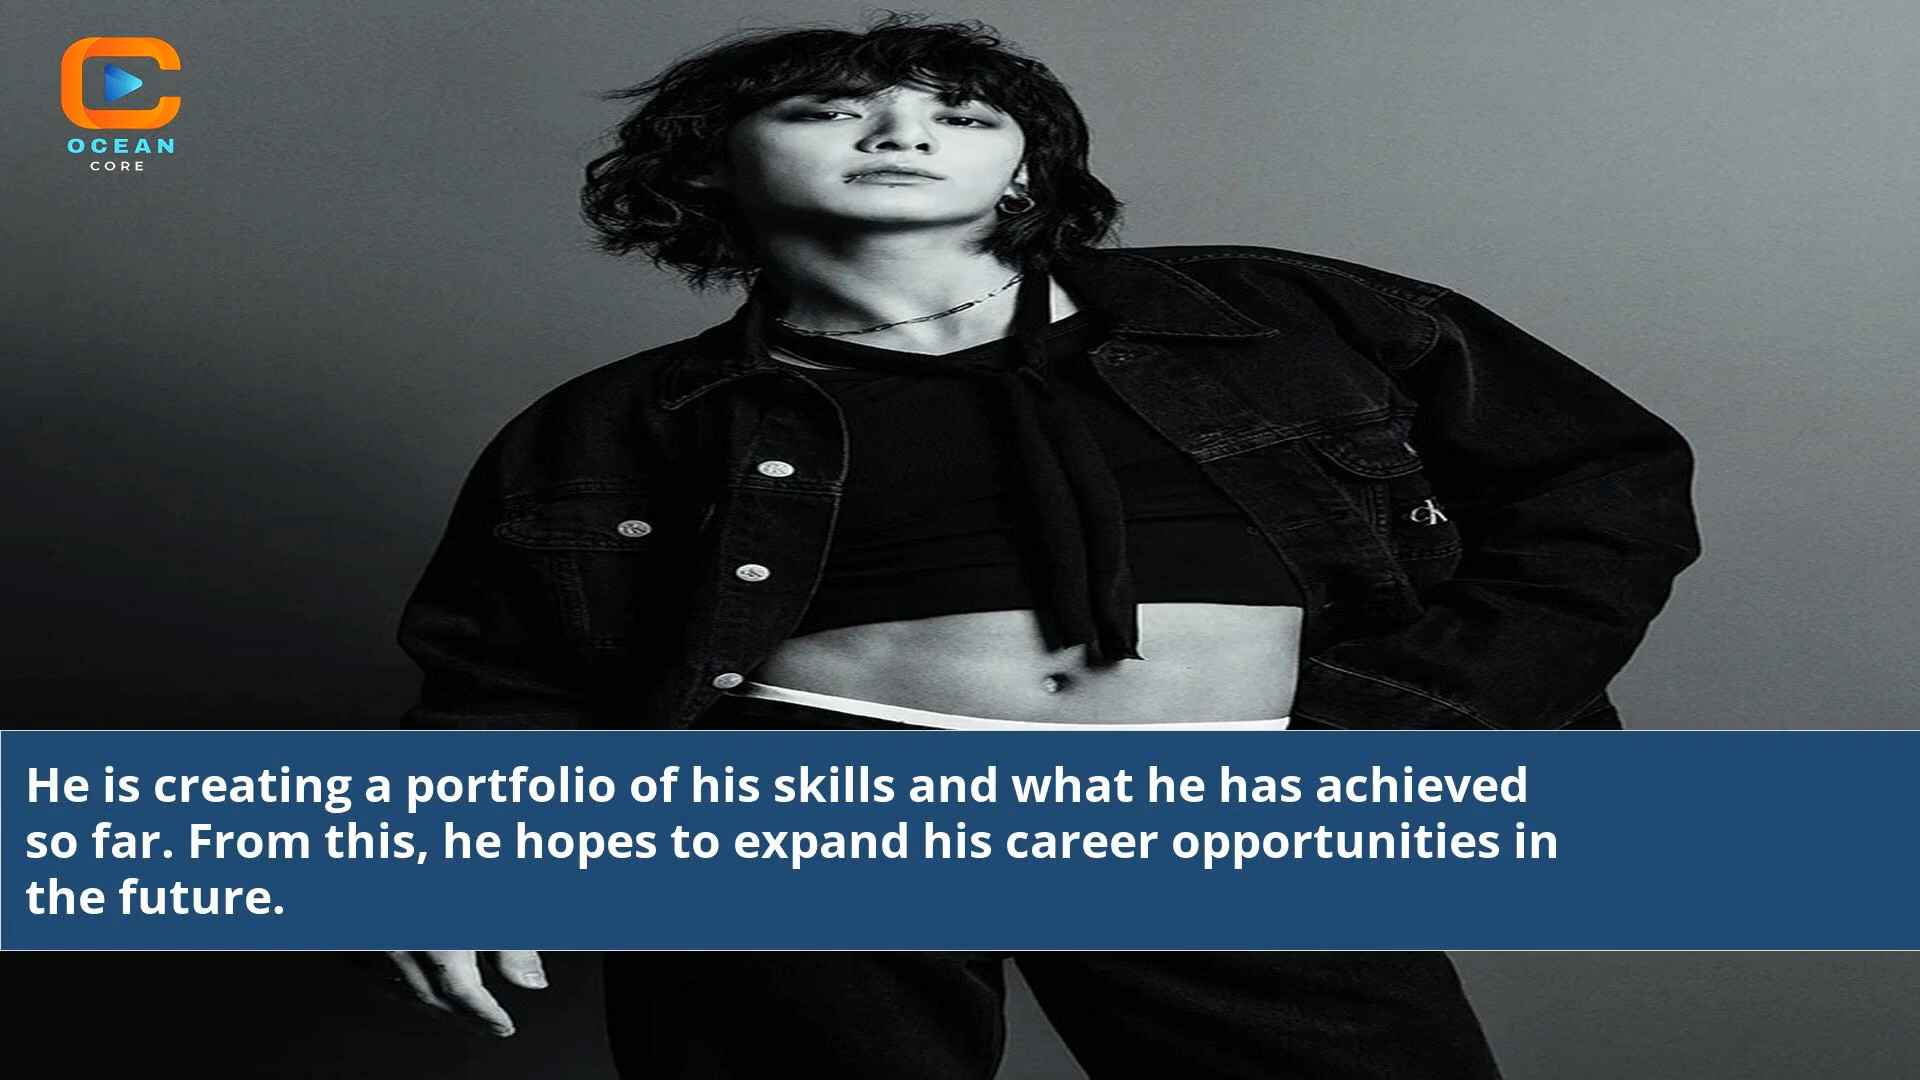 OCEAN
CORE
cK
He is creating a portfolio of his skills and what he has achieved
so far. From this, he hopes to expand his career opportunities in
the future.